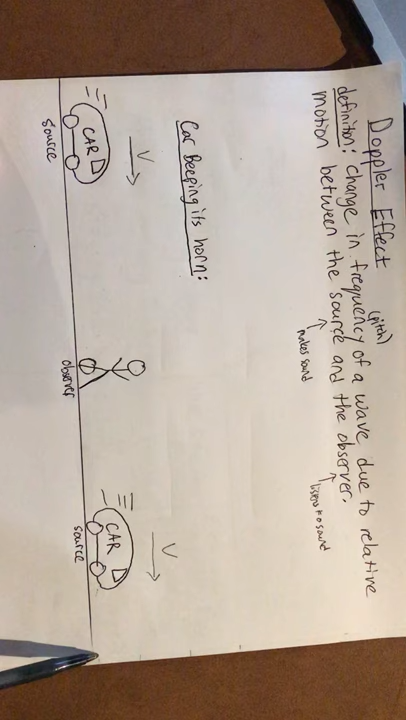 Doppler Effect
(pitch)
definition: change in frequency of a wave due to relative
motion between the source and the observer.
makes sound
listens to sound
Car Beeping its horn:
V
V
CAR
CAR
source
observer
source